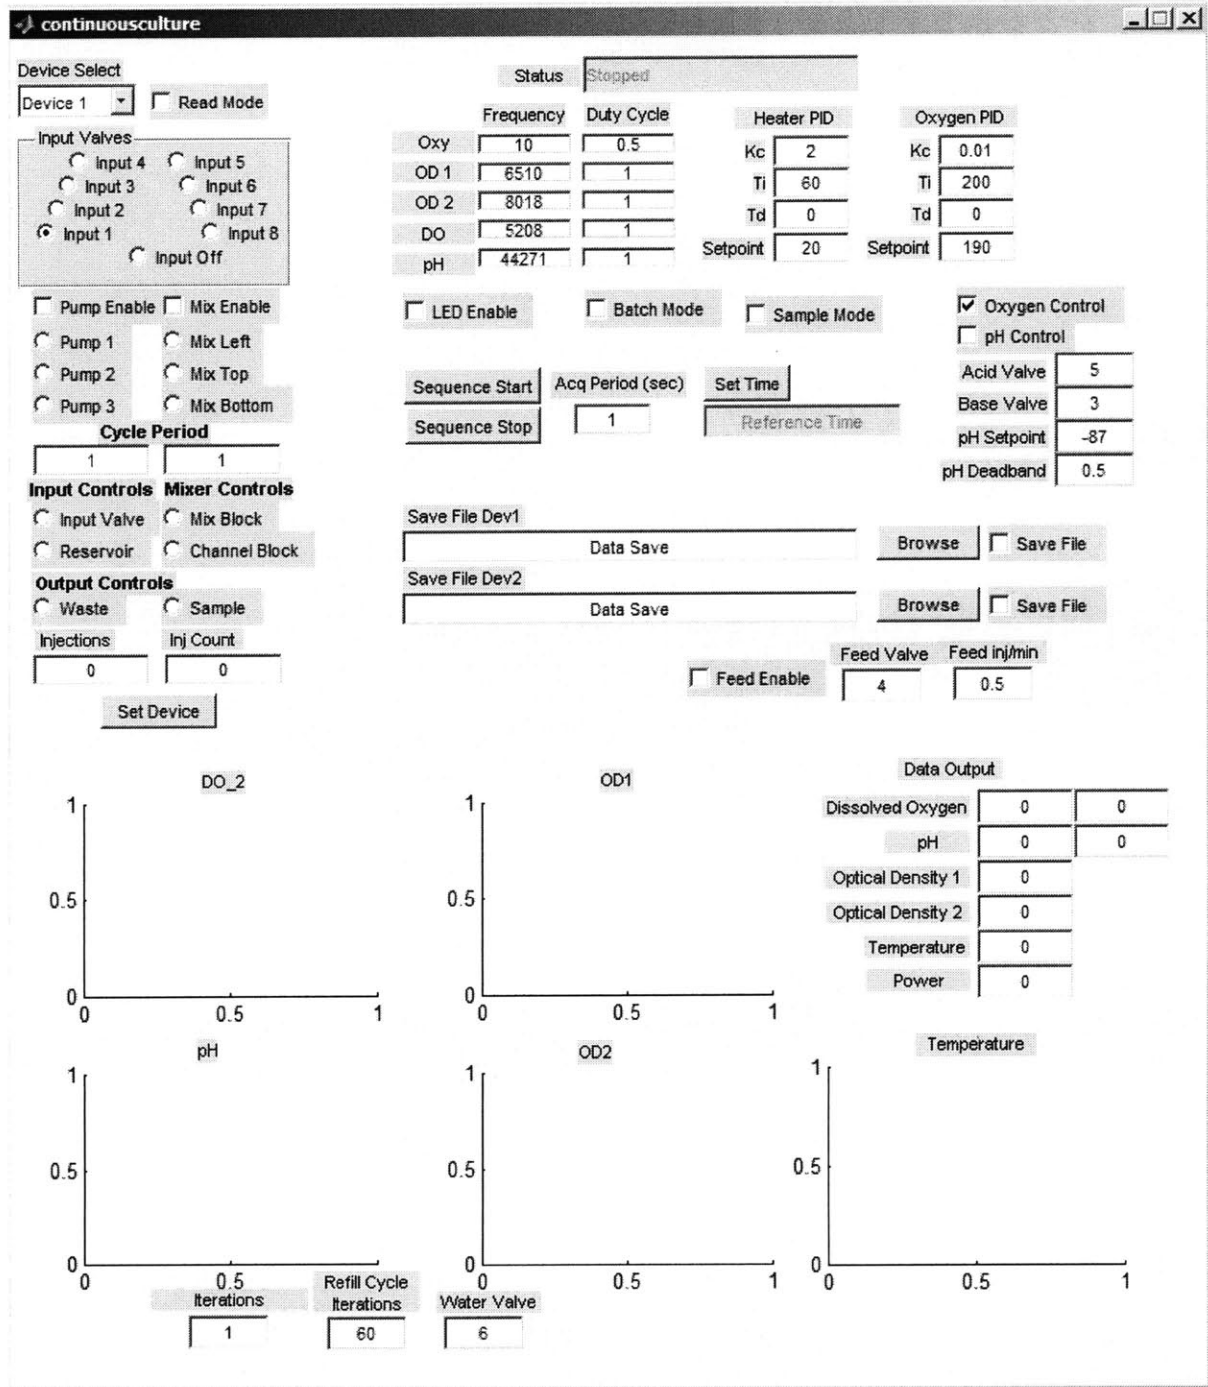 continuousculture
Device Select
Device 1
Read Mode
Status
Stopped
Input Valves
Input 4
Input 5
Input 3
Input 6
Input 2
Input 7
Input 1
Input 8
Input Off
Frequency Duty Cycle
Oxy 10 0.5
OD 1 6510 1
OD 2 8018 1
DO 5208 1
pH 44271 1
Heater PID
Kc 2
Ti 60
Td 0
Setpoint 20
Oxygen PID
Kc 0.01
Ti 200
Td 0
Setpoint 190
Pump Enable Mix Enable
Pump 1 Mix Left
Pump 2 Mix Top
Pump 3 Mix Bottom
Cycle Period
1 1
Input Controls Mixer Controls
Input Valve Mix Block
Reservoir Channel Block
Output Controls
Waste Sample
Injections Inj Count
0 0
Set Device
LED Enable Batch Mode Sample Mode
Oxygen Control
pH Control
Acid Valve 5
Base Valve 3
pH Setpoint -87
pH Deadband 0.5
Sequence Start
Sequence Stop
Acq Period (sec)
1
Set Time
Reference Time
Save File Dev1
Data Save Browse Save File
Save File Dev2
Data Save Browse Save File
Feed Enable
Feed Valve Feed inj/min
4 0.5
DO_2
1
0.5
0
0 0.5 1
OD1
1
0.5
0
0 0.5 1
Data Output
Dissolved Oxygen 0 0
pH 0 0
Optical Density 1 0
Optical Density 2 0
Temperature 0
Power 0
pH
1
0.5
0
0 0.5 1
OD2
1
0.5
0
0 0.5 1
Temperature
1
0.5
0
0 0.5 1
Iterations
1
Refill Cycle
Iterations
60
Water Valve
6